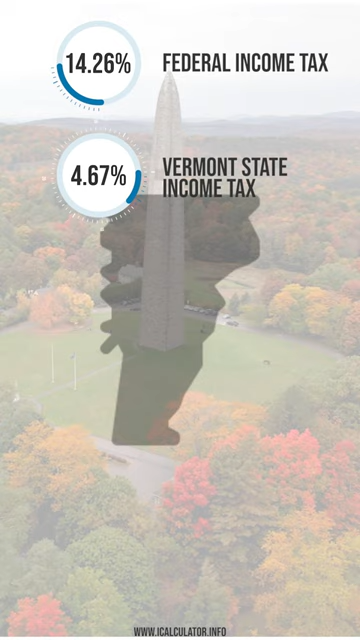 14.26%
FEDERAL INCOME TAX
4.67%
VERMONT STATE
INCOME TAX
WWW.ICALCULATOR.INFO